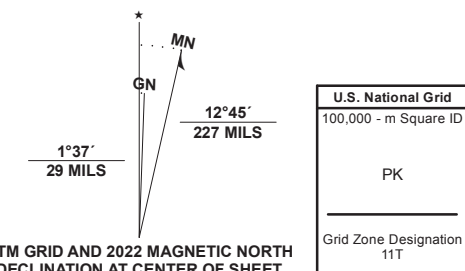 ★
MN
GN
12°45´
227 MILS
1°37´
29 MILS
TM GRID AND 2022 MAGNETIC NORTH
DECLINATION AT CENTER OF SHEET
U.S. National Grid
100,000 - m Square ID
PK
Grid Zone Designation
11T